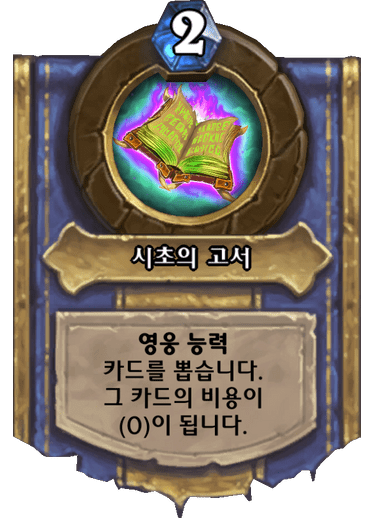 2
시초의 고서
영웅 능력
카드를 뽑습니다.
그 카드의 비용이
(0)이 됩니다.